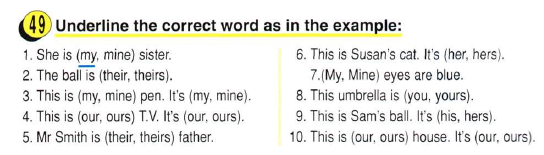 49 Underline the correct word as in the example:
1. She is (my, mine) sister.
2. The ball is (their, theirs).
3. This is (my, mine) pen. It's (my, mine).
4. This is (our, ours) T.V. It's (our, ours).
5. Mr Smith is (their, theirs) father.
6. This is Susan's cat. It's (her, hers).
7.(My, Mine) eyes are blue.
8. This umbrella is (you, yours).
9. This is Sam's ball. It's (his, hers).
10. This is (our, ours) house. It's (our, ours).